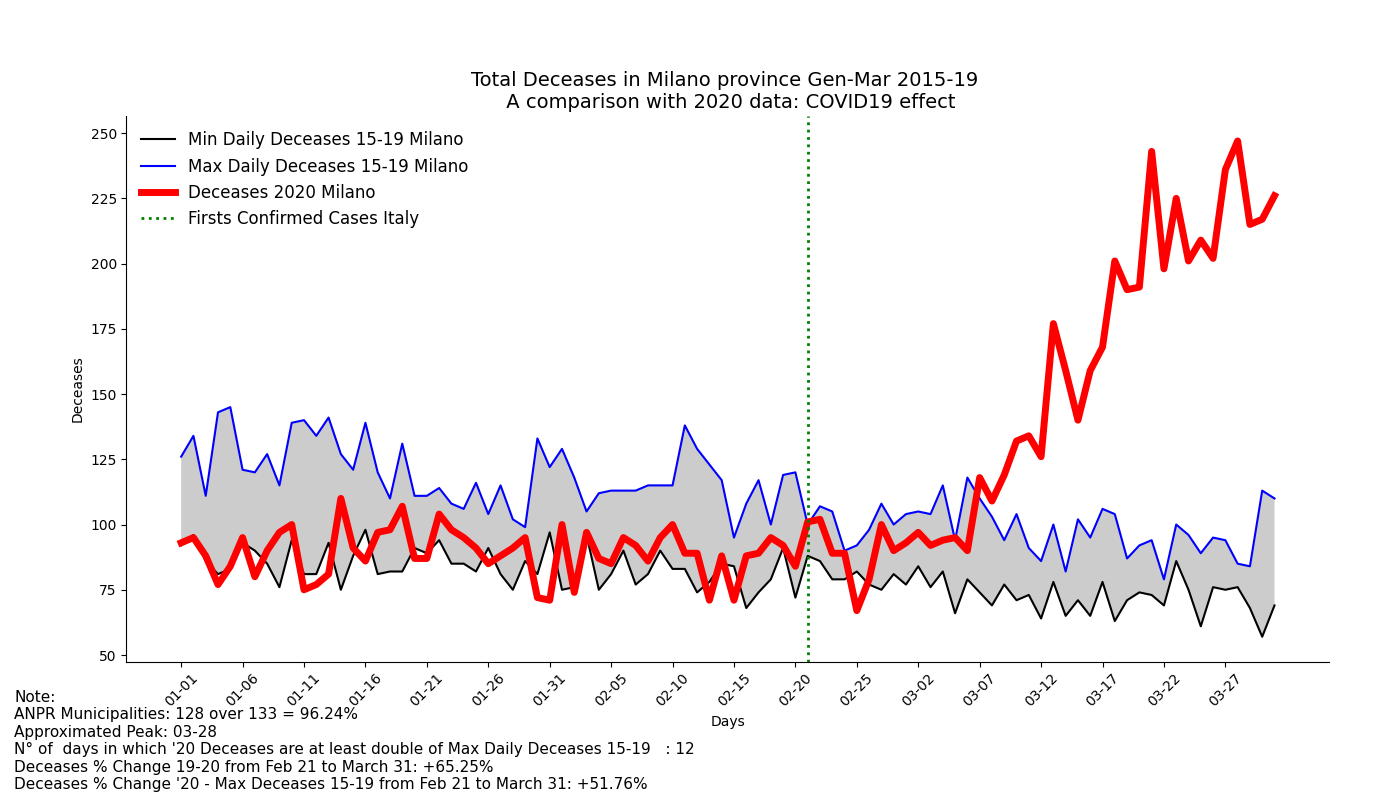 Total Deceases in Milano province Gen-Mar 2015-19
A comparison with 2020 data: COVID19 effect
Min Daily Deceases 15-19 Milano
Max Daily Deceases 15-19 Milano
Deceases 2020 Milano
Firsts Confirmed Cases Italy
250
225
200
175
150
125
100
75
50
Deceases
01-01
01-06
01-11
01-16
01-21
01-26
01-31
02-05
02-10
02-15
02-20
02-25
03-02
03-07
03-12
03-17
03-22
03-27
Days
Note:
ANPR Municipalities: 128 over 133 = 96.24%
Approximated Peak: 03-28
N° of  days in which '20 Deceases are at least double of Max Daily Deceases 15-19   : 12
Deceases % Change 19-20 from Feb 21 to March 31: +65.25%
Deceases % Change '20 - Max Deceases 15-19 from Feb 21 to March 31: +51.76%